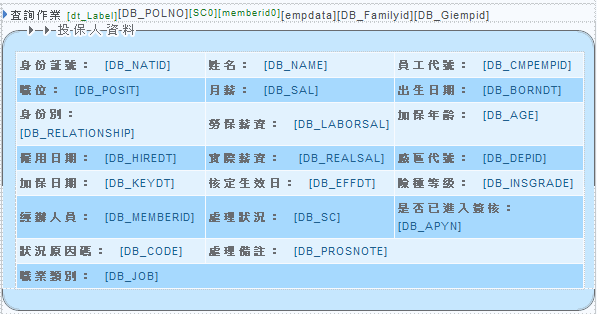 查詢作業 [dt_Label][DB_POLNO][SC0][memberid0][empdata][DB_Familyid][DB_Giempid]
投保人資料
身份証號： [DB_NATID] 姓名： [DB_NAME] 員工代號： [DB_CMPEMPID]
職位： [DB_POSIT] 月薪： [DB_SAL] 出生日期： [DB_BORNDT]
身份別： [DB_RELATIONSHIP] 勞保薪資： [DB_LABORSAL] 加保年齡： [DB_AGE]
雇用日期： [DB_HIREDT] 實際薪資： [DB_REALSAL] 廠區代號： [DB_DEPID]
加保日期： [DB_KEYDT] 核定生效日： [DB_EFFDT] 險種等級： [DB_INSGRADE]
經辦人員： [DB_MEMBERID] 處理狀況： [DB_SC] 是否已進入簽核： [DB_APYN]
狀況原因碼： [DB_CODE] 處理備註： [DB_PROSNOTE]
職業類別： [DB_JOB]